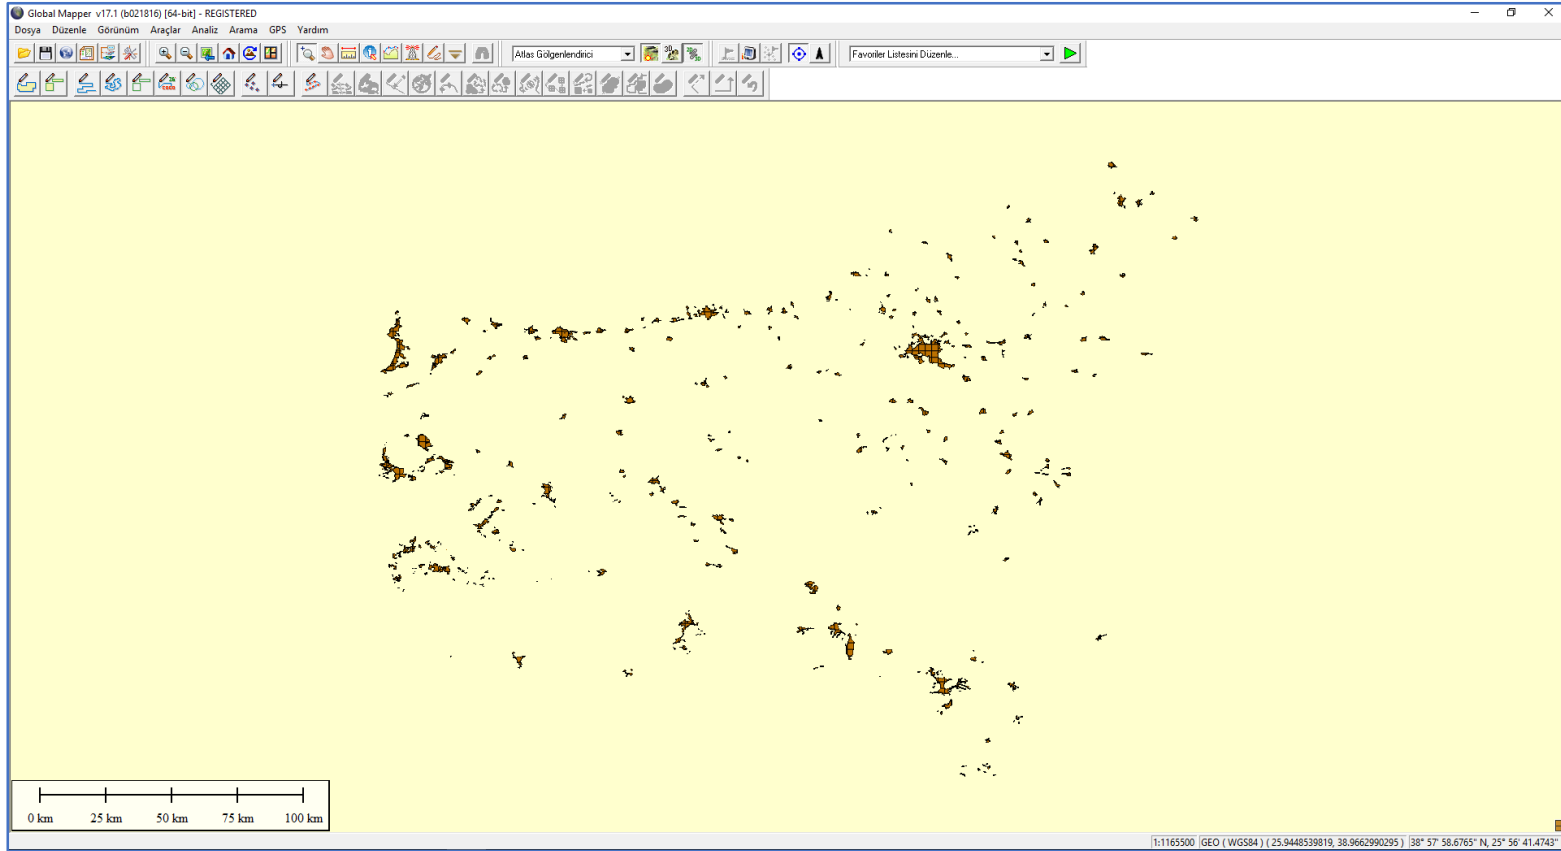 Global Mapper v17.1 (b021816) [64-bit] - REGISTERED
Dosya Düzenle Görünüm Araçlar Analiz Arama GPS Yardım
Atlas Gölgenlendirici
3D
Favoriler Listesini Düzenle...
0 km 25 km 50 km 75 km 100 km
1:1165500 GEO ( WGS84 ) ( 25.9448539819, 38.9662990295 ) 38° 57' 58.6765" N, 25° 56' 41.4743"